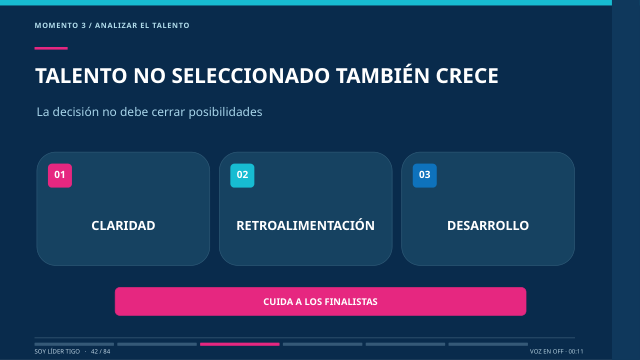 MOMENTO 3 / ANALIZAR EL TALENTO
TALENTO NO SELECCIONADO TAMBIÉN CRECE
La decisión no debe cerrar posibilidades
01
02
03
CLARIDAD
RETROALIMENTACIÓN
DESARROLLO
CUIDA A LOS FINALISTAS
SOY LÍDER TIGO · 42 / 84
VOZ EN OFF · 00:11